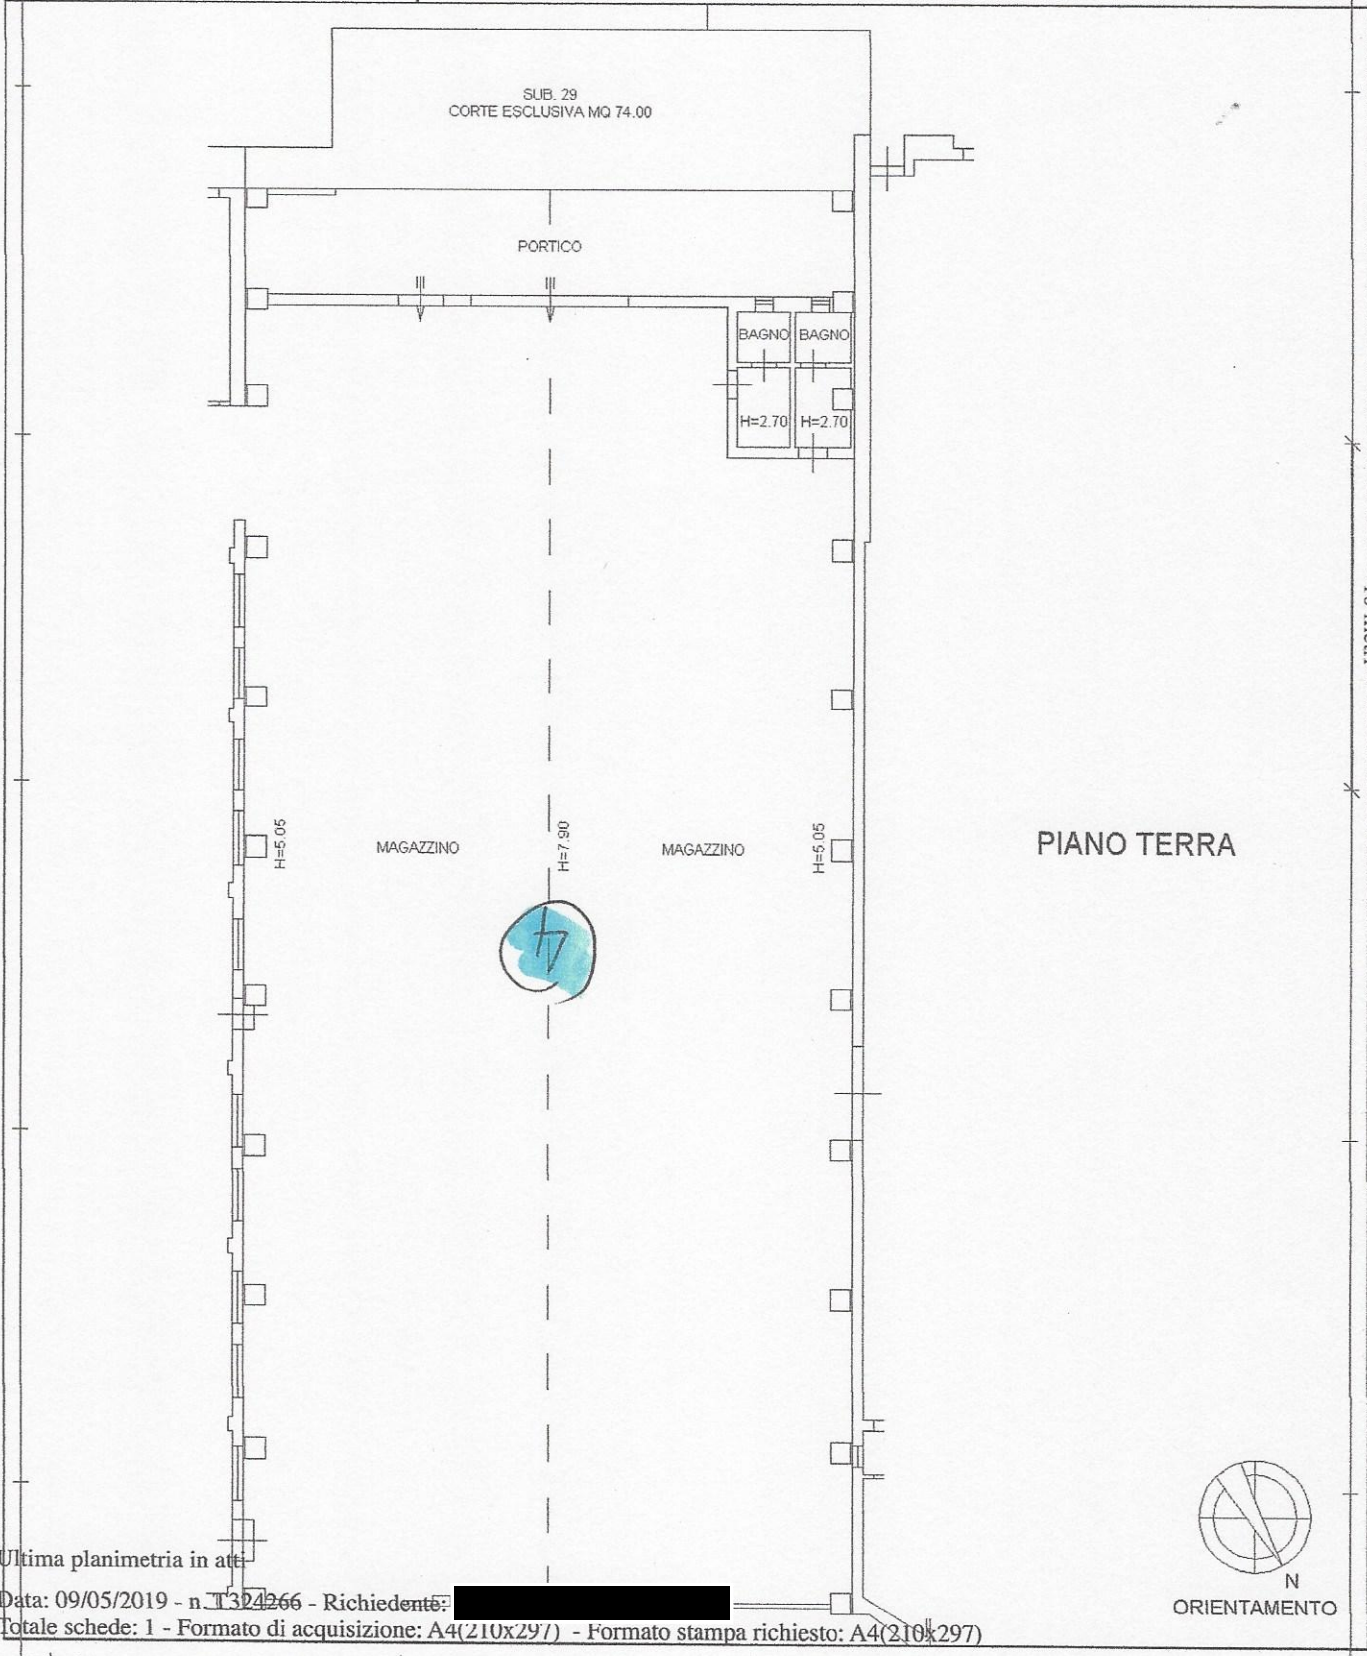 SUB. 29
CORTE ESCLUSIVA MQ 74.00
PORTICO
BAGNO BAGNO
H=2.70 H=2.70
H=5.05
MAGAZZINO
H=7.90
MAGAZZINO
H=5.05
PIANO TERRA
4
N
ORIENTAMENTO
Ultima planimetria in atti
Data: 09/05/2019 - n. T324266 - Richiedente:
Totale schede: 1 - Formato di acquisizione: A4(210x297) - Formato stampa richiesto: A4(210x297)